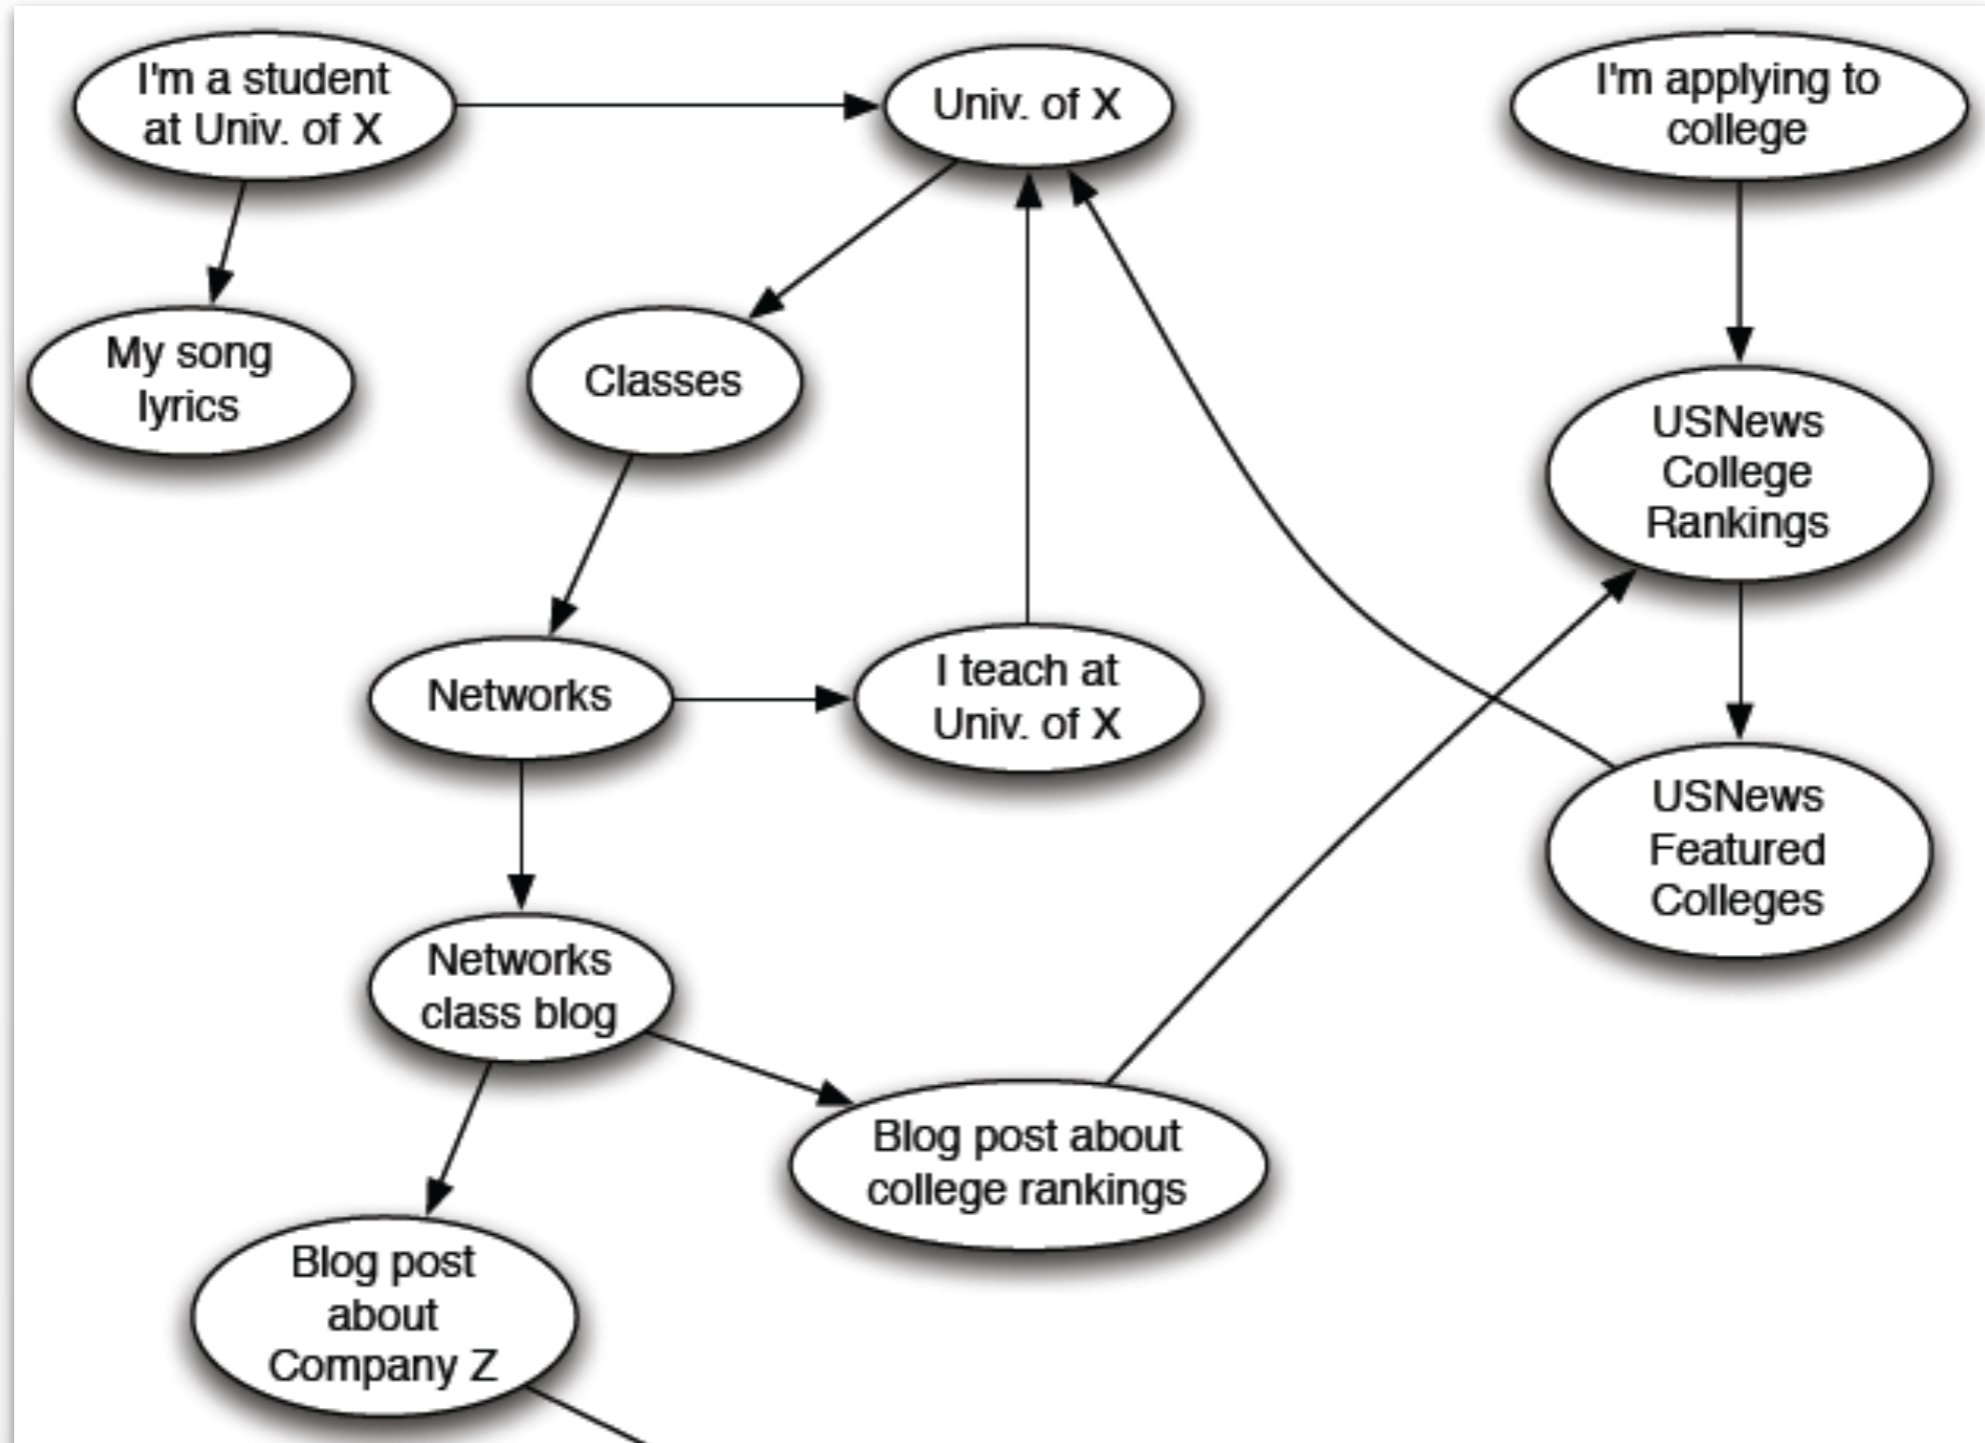 I'm a student
at Univ. of X
Univ. of X
I'm applying to
college
My song
lyrics
Classes
USNews
College
Rankings
Networks
I teach at
Univ. of X
USNews
Featured
Colleges
Networks
class blog
Blog post about
college rankings
Blog post
about
Company Z